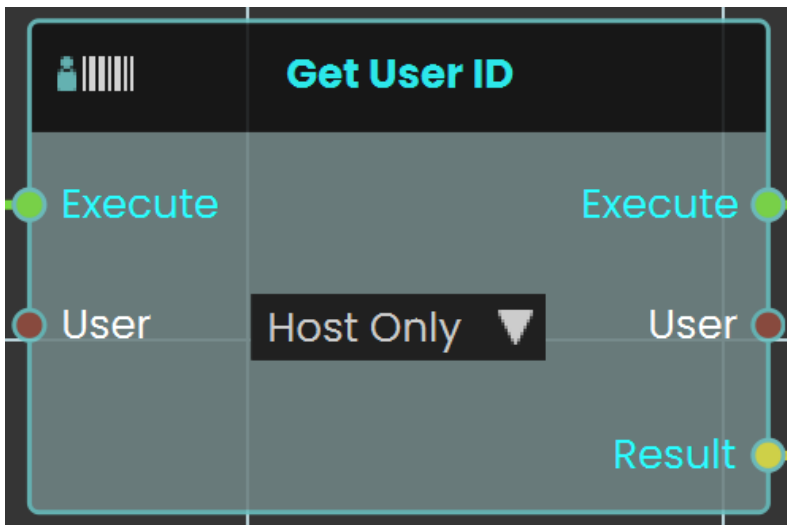 Get User ID
Execute Execute
User Host Only User
Result